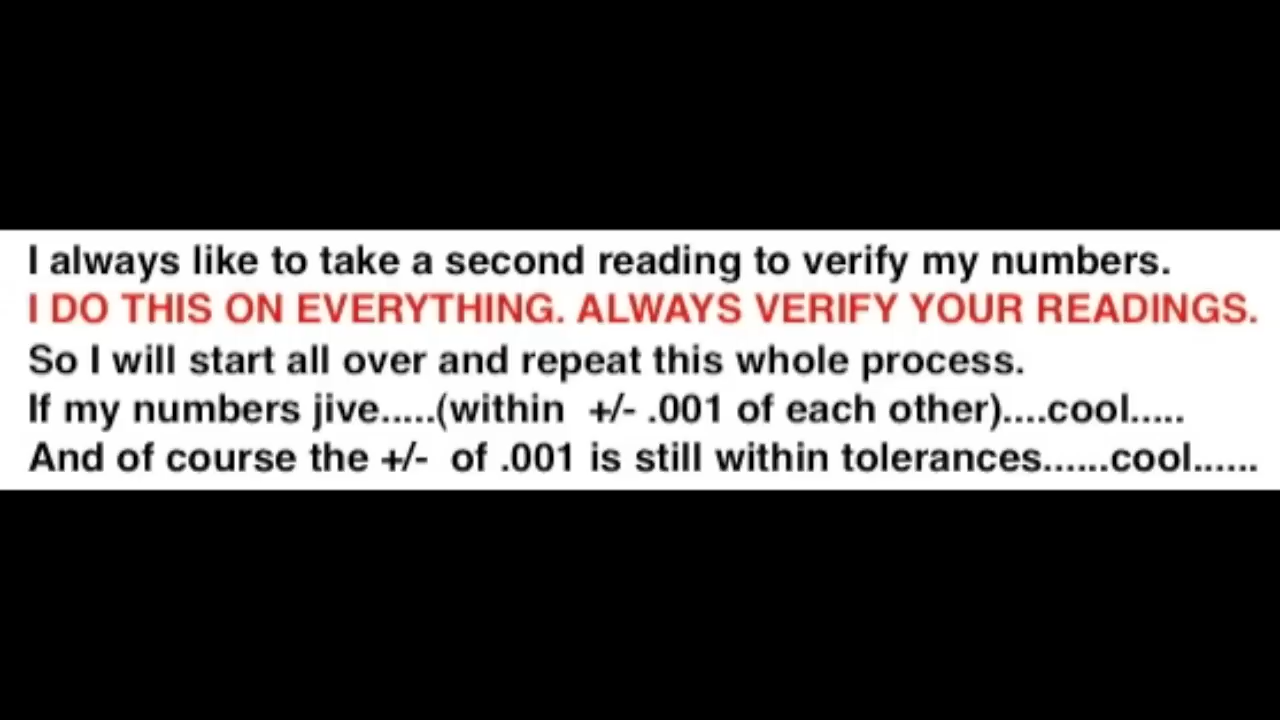 I always like to take a second reading to verify my numbers.
I DO THIS ON EVERYTHING. ALWAYS VERIFY YOUR READINGS.
So I will start all over and repeat this whole process.
If my numbers jive.....(within  +/- .001 of each other)....cool.....
And of course the +/-  of .001 is still within tolerances......cool......